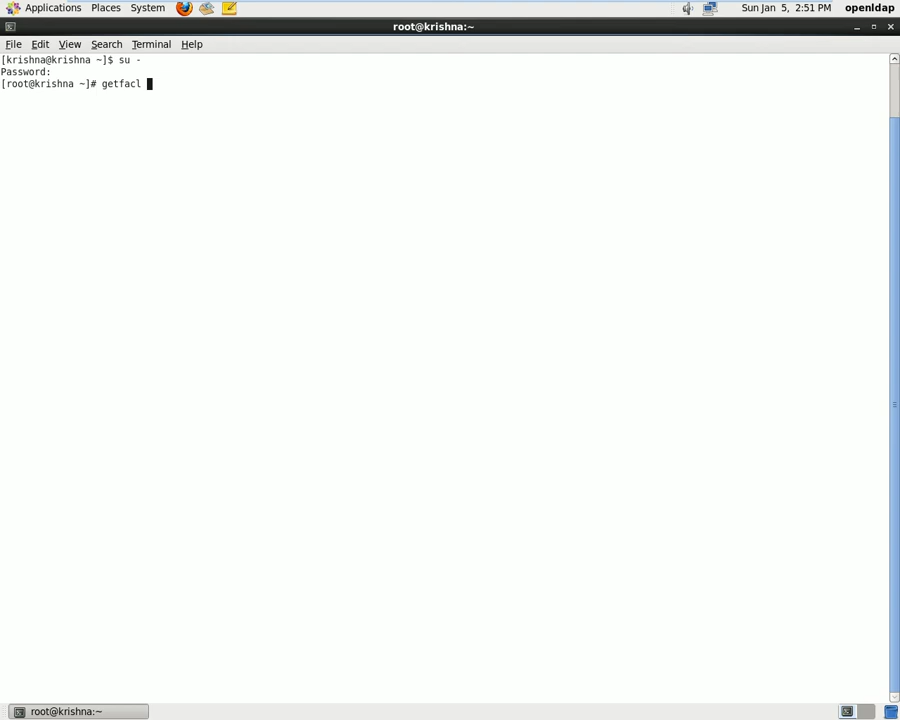 Applications Places System Sun Jan 5, 2:51 PM openldap
root@krishna:~
File Edit View Search Terminal Help
[krishna@krishna ~]$ su -
Password:
[root@krishna ~]# getfacl
root@krishna:~